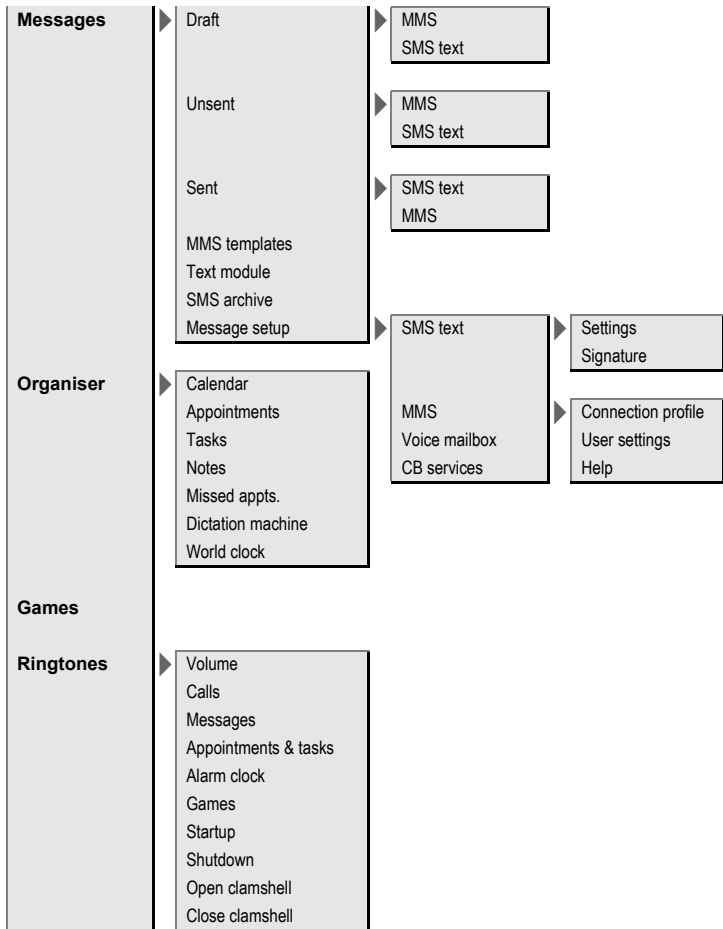 Messages
Draft
MMS
SMS text
Unsent
MMS
SMS text
Sent
SMS text
MMS
MMS templates
Text module
SMS archive
Message setup
SMS text
Settings
Signature
MMS
Connection profile
User settings
Help
Voice mailbox
CB services
Organiser
Calendar
Appointments
Tasks
Notes
Missed appts.
Dictation machine
World clock
Games
Ringtones
Volume
Calls
Messages
Appointments & tasks
Alarm clock
Games
Startup
Shutdown
Open clamshell
Close clamshell